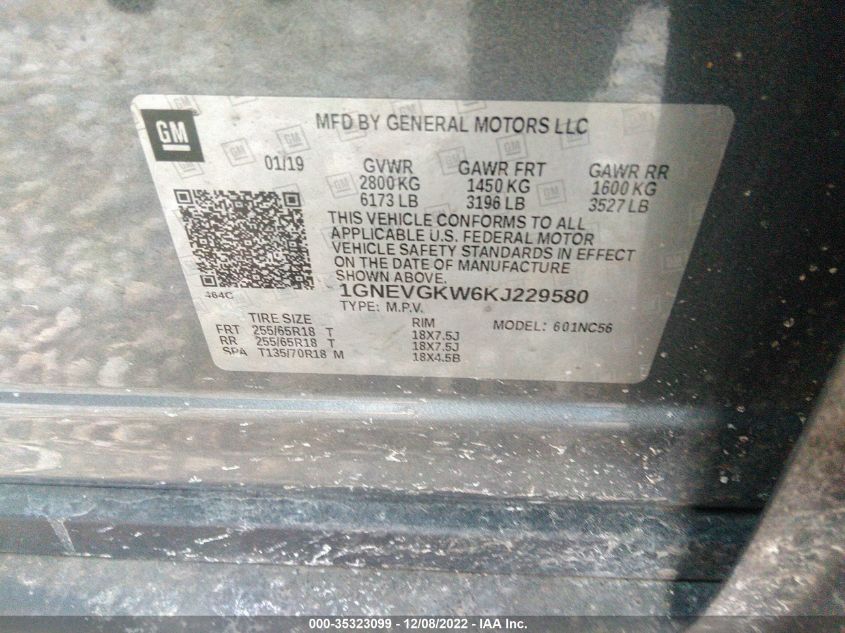 GM
MFD BY GENERAL MOTORS LLC
01/19 GVWR GAWR FRT GAWR RR
2800 KG 1450 KG 1600 KG
6173 LB 3196 LB 3527 LB
THIS VEHICLE CONFORMS TO ALL
APPLICABLE U.S. FEDERAL MOTOR
VEHICLE SAFETY STANDARDS IN EFFECT
ON THE DATE OF MANUFACTURE
SHOWN ABOVE.
464C
1GNEVGKW6KJ229580
TYPE: M.P.V.
MODEL: 601NC56
TIRE SIZE RIM
FRT 255/65R18 T 18X7.5J
RR 255/65R18 T 18X7.5J
SPA T135/70R18 M 18X4.5B
000-35323099 - 12/08/2022 - IAA Inc.